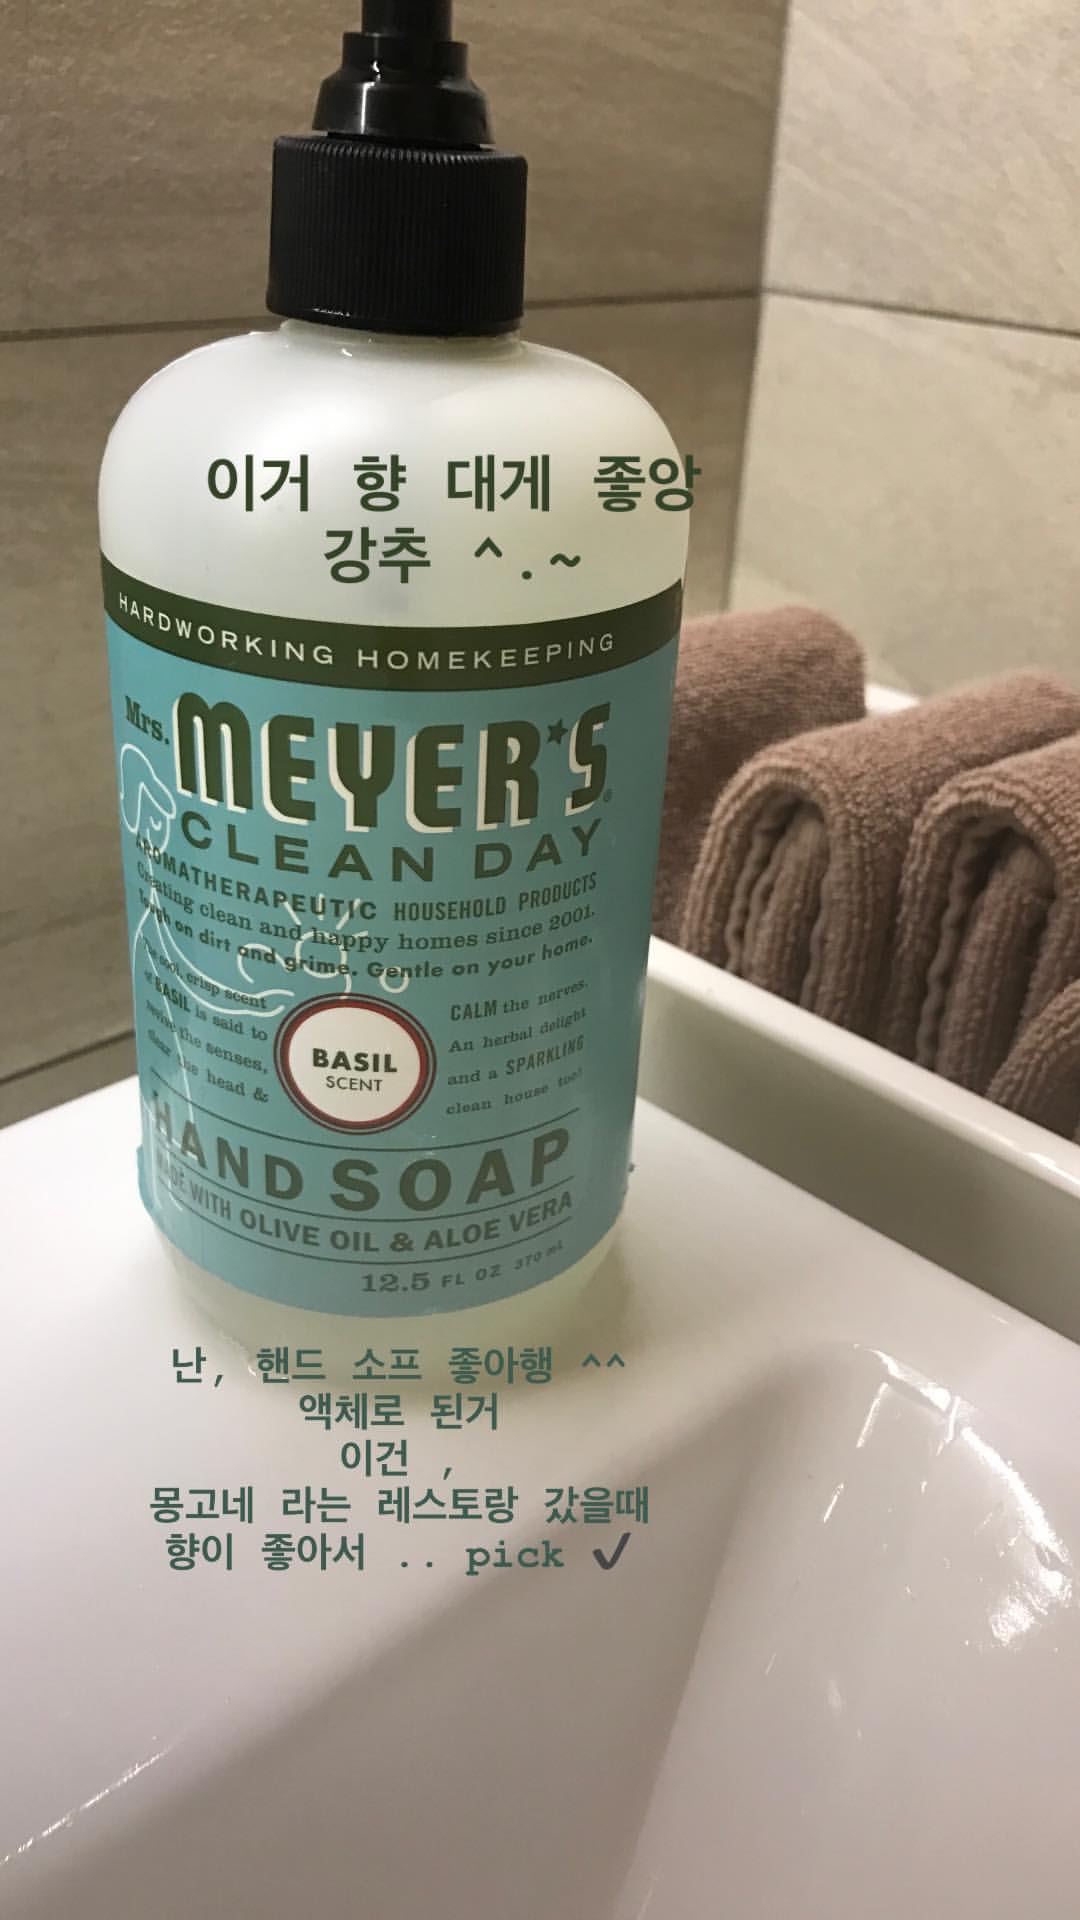 이거 향 대게 좋앙
강추 ^.~
HARDWORKING HOMEKEEPING
Mrs. MEYER'S
CLEAN DAY
AROMATHERAPEUTIC HOUSEHOLD PRODUCTS
Creating clean and happy homes since 2001.
Tough on dirt and grime. Gentle on your home.
The cool, crisp scent
of BASIL is said to
revive the senses,
clear the head &
BASIL
SCENT
CALM the nerves.
An herbal delight
and a SPARKLING
clean house too!
HAND SOAP
MADE WITH OLIVE OIL & ALOE VERA
12.5 FL OZ 370 mL
난, 핸드 소프 좋아행 ^^
액체로 된거
이건 ,
몽고네 라는 레스토랑 갔을때
향이 좋아서 .. pick ✔